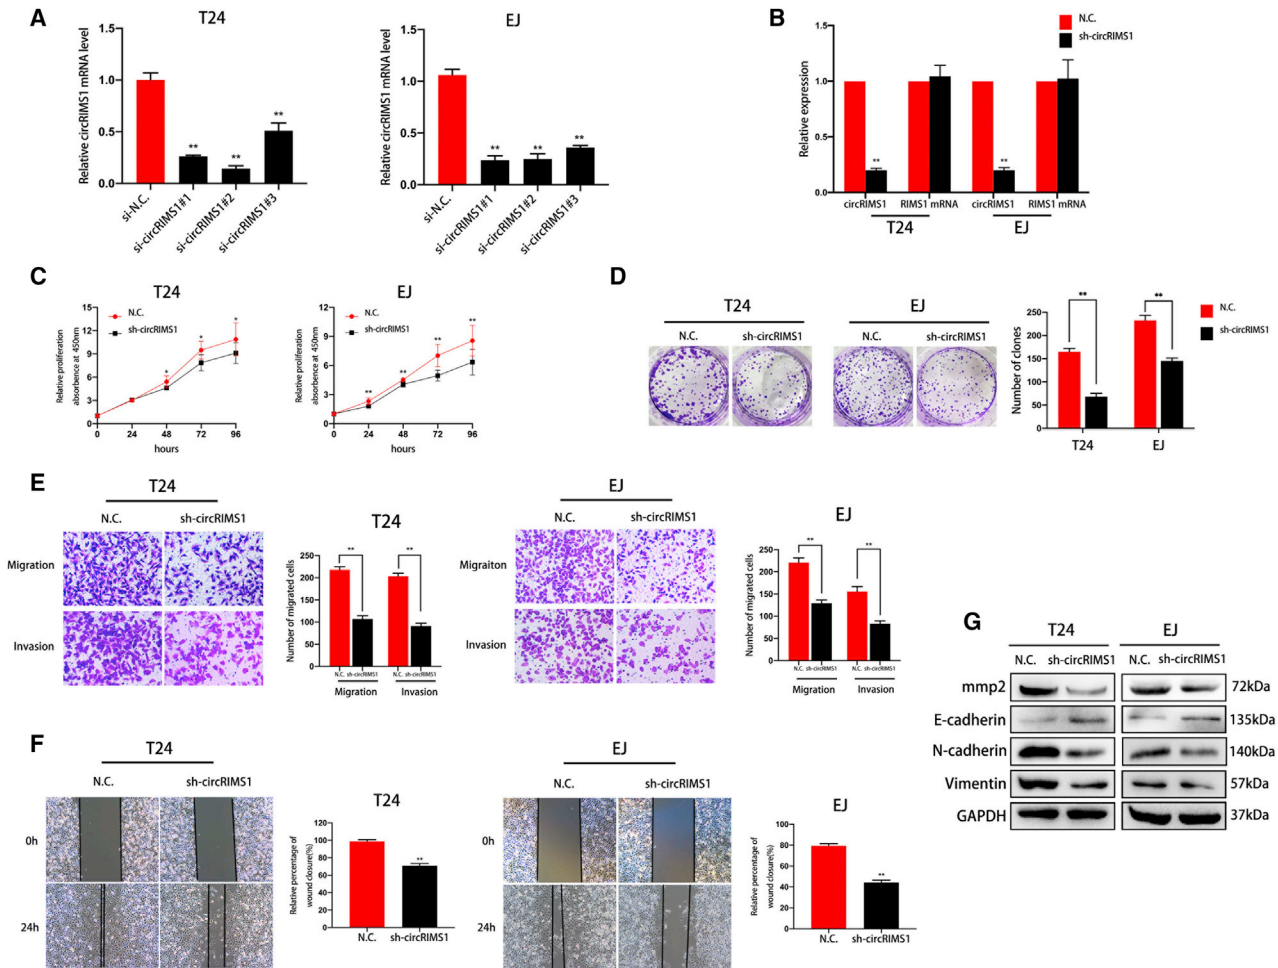 A
T24
Relative circRIMS1 mRNA level
1.5
1.0
0.5
0.0
**
**
**
si-N.C.
si-circRIMS1#1
si-circRIMS1#2
si-circRIMS1#3
EJ
Relative circRIMS1 mRNA level
1.5
1.0
0.5
0.0
**
**
**
si-N.C.
si-circRIMS1#1
si-circRIMS1#2
si-circRIMS1#3
B
N.C.
sh-circRIMS1
Relative expression
1.5
1.0
0.5
0.0
**
**
circRIMS1 RIMS1 mRNA circRIMS1 RIMS1 mRNA
T24 EJ
C
T24
Relative proliferation
absorbence at 450nm
15
12
9
6
3
0
N.C.
sh-circRIMS1
*
*
*
0 24 48 72 96
hours
EJ
Relative proliferation
absorbence at 450nm
12
9
6
3
0
N.C.
sh-circRIMS1
**
**
**
**
0 24 48 72 96
hours
D
T24
N.C. sh-circRIMS1
EJ
N.C. sh-circRIMS1
Number of clones
250
200
150
100
50
0
**
**
T24 EJ
N.C.
sh-circRIMS1
E
T24
N.C. sh-circRIMS1
Migration
Invasion
T24
Number of migrated cells
250
200
150
100
50
0
**
**
N.C. sh-circRIMS1 N.C. sh-circRIMS1
Migration Invasion
EJ
N.C. sh-circRIMS1
Migraiton
Invasion
EJ
Number of migrated cells
250
200
150
100
50
0
**
**
N.C. sh-circRIMS1 N.C. sh-circRIMS1
Migration Invasion
F
T24
N.C. sh-circRIMS1
0h
24h
T24
Relative percentage of
wound closure(%)
120
100
80
60
40
20
0
**
N.C. sh-circRIMS1
EJ
N.C. sh-circRIMS1
0h
24h
EJ
Relative percentage of
wound closure(%)
100
80
60
40
20
0
**
N.C. sh-circRIMS1
G
T24 EJ
N.C. sh-circRIMS1 N.C. sh-circRIMS1
mmp2 72kDa
E-cadherin 135kDa
N-cadherin 140kDa
Vimentin 57kDa
GAPDH 37kDa